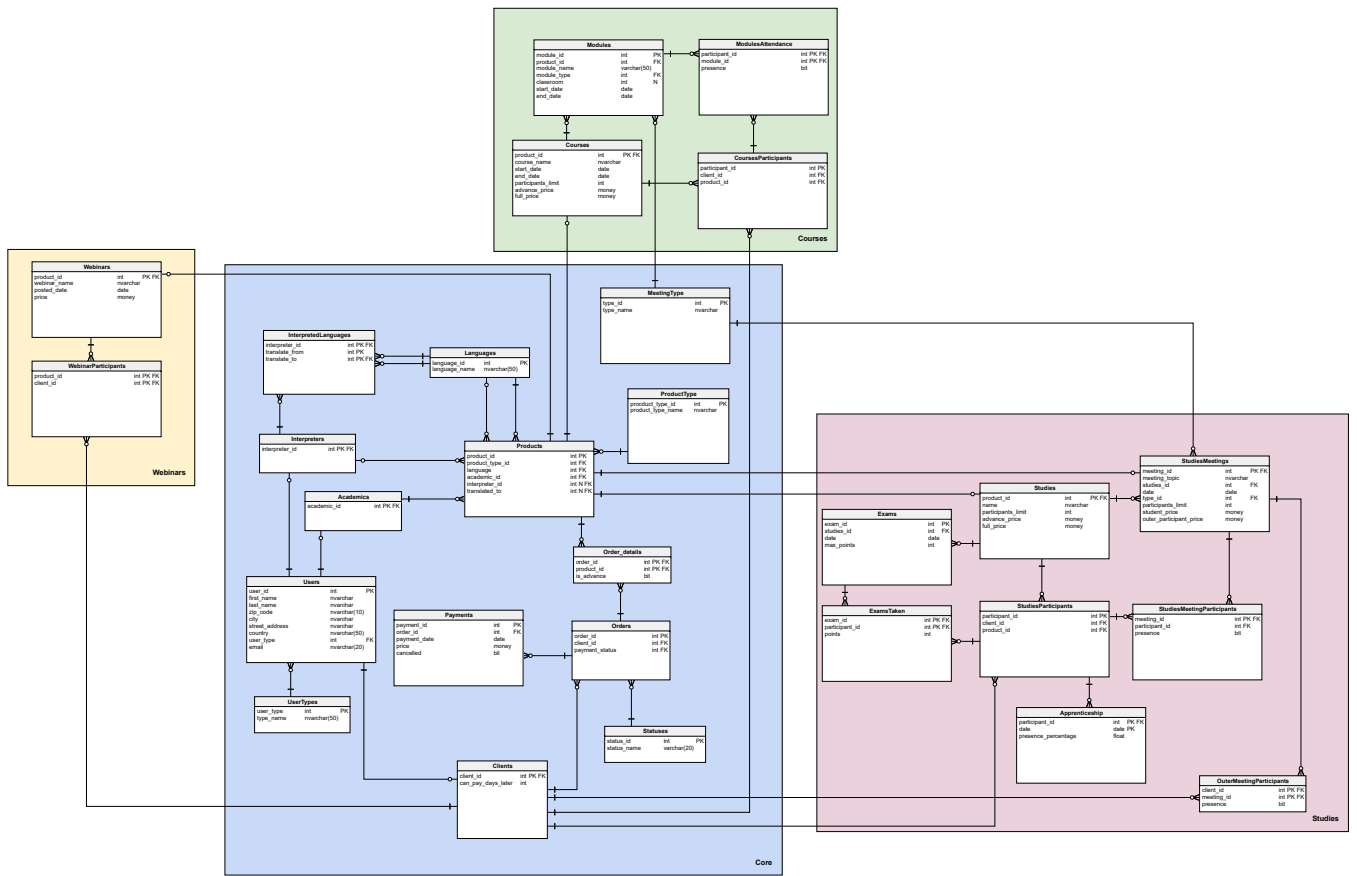 Modules
module_id int PK
product_id int FK
module_name varchar(50)
module_type int FK
classroom int N
start_date date
end_date date
ModulesAttendance
participant_id int PK FK
module_id int PK FK
presence bit
Courses
product_id int PK FK
course_name nvarchar
start_date date
end_date date
participants_limit int
advance_price money
full_price money
CoursesParticipants
participant_id int PK
client_id int FK
product_id int FK
Courses
Webinars
product_id int PK FK
webinar_name nvarchar
posted_date date
price money
WebinarParticipants
product_id int PK FK
client_id int PK FK
Webinars
MeetingType
type_id int PK
type_name nvarchar
InterpretedLanguages
interpreter_id int PK FK
translate_from int PK
translate_to int PK FK
Languages
language_id int PK
language_name nvarchar(50)
ProductType
procduct_type_id int PK
product_type_name nvarchar
Interpreters
interpreter_id int PK FK
Products
product_id int PK
product_type_id int FK
language int FK
academic_id int FK
interpreter_id int N FK
translated_to int N FK
Academics
academic_id int PK FK
Order_details
order_id int PK FK
product_id int PK FK
is_advance bit
Users
user_id int PK
first_name nvarchar
last_name nvarchar
zip_code nvarchar(10)
city nvarchar
street_address nvarchar
country nvarchar(50)
user_type int FK
email nvarchar(20)
Payments
paymant_id int PK
order_id int FK
payment_date date
price money
cancelled bit
Orders
order_id int PK
client_id int FK
payment_status int FK
UserTypes
user_type int PK
type_name nvarchar(50)
Statuses
status_id int PK
status_name varchar(20)
Clients
client_id int PK FK
can_pay_days_later int
Core
StudiesMeetings
meeting_id int PK FK
meeting_topic nvarchar
studies_id int FK
date date
type_id int FK
participants_limit int
student_price money
outer_participant_price money
Studies
product_id int PK FK
name nvarchar
participants_limit int
advance_price money
full_price money
Exams
exam_id int PK
studies_id int FK
date date
max_points int
ExamsTaken
exam_id int PK FK
participant_id int PK FK
points int
StudiesParticipants
participant_id int PK
client_id int FK
product_id int FK
StudiesMeetingParticipants
meeting_id int PK FK
participant_id int FK
presence bit
Apprenticeship
participant_id int PK FK
date date PK
presence_percentage float
OuterMeetingParticipants
client_id int PK FK
meeting_id int PK FK
presence bit
Studies